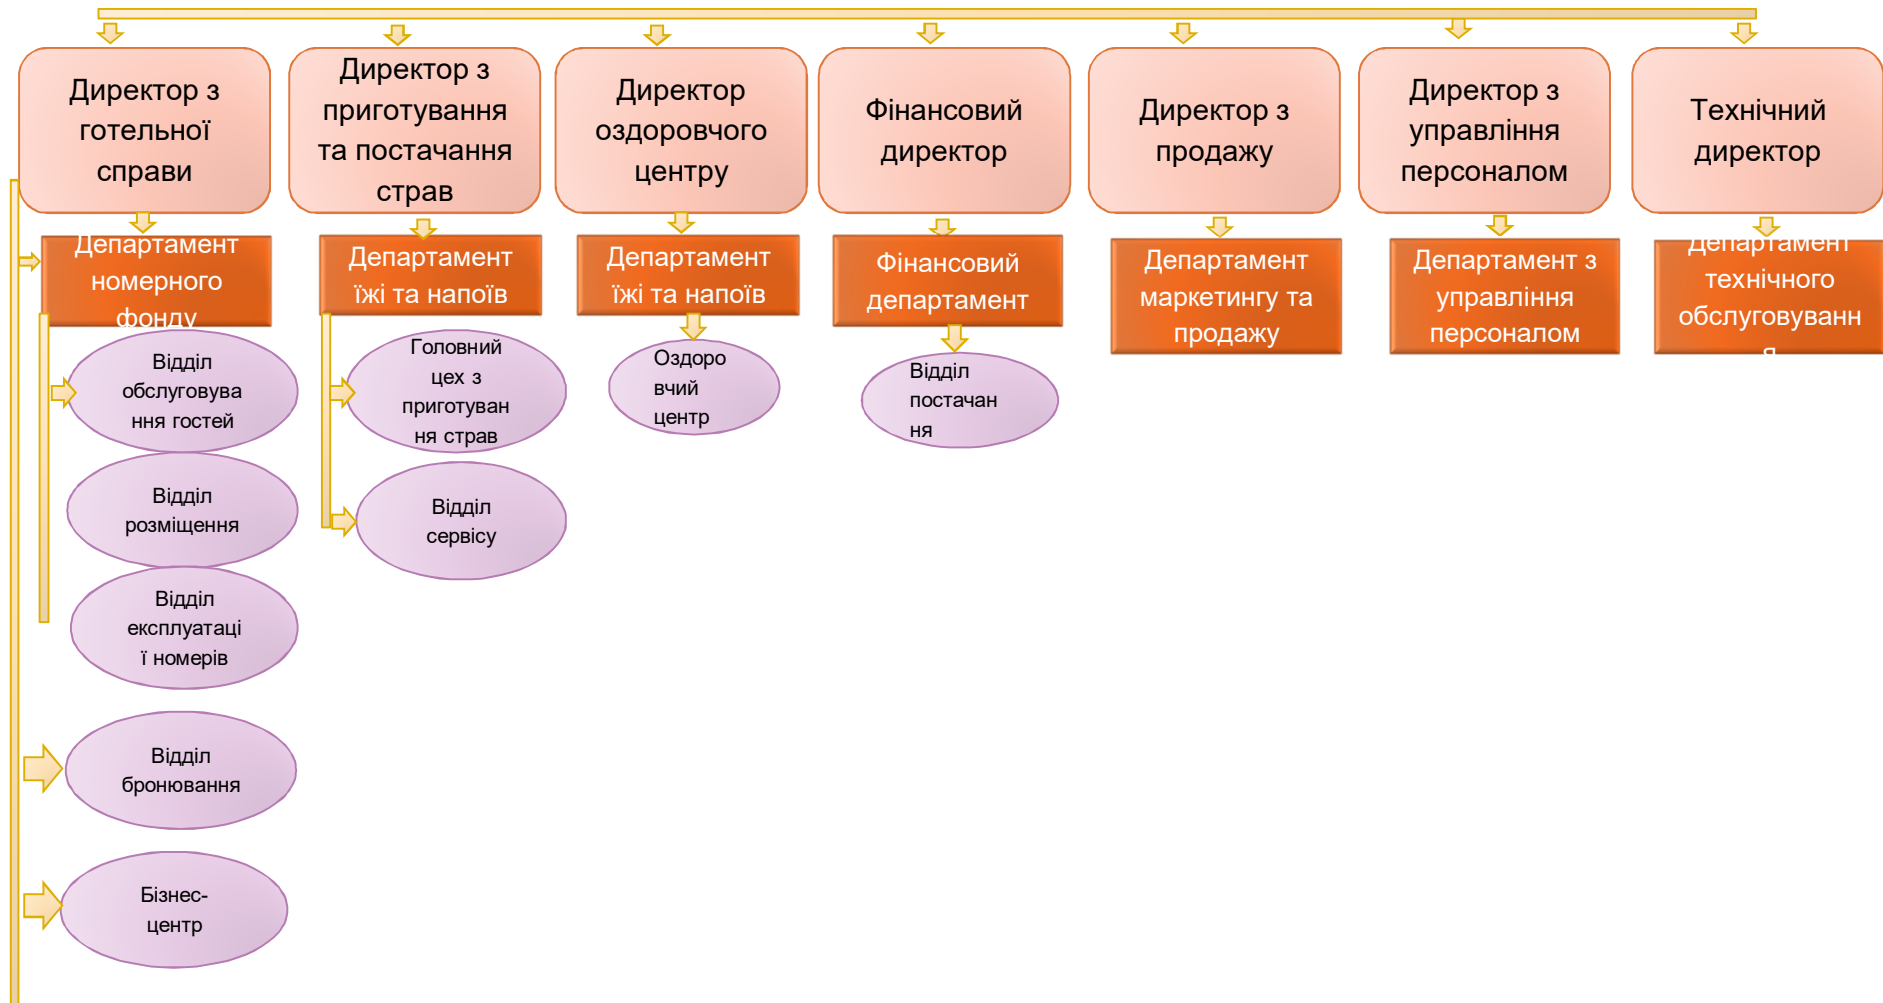 Директор з
готельної
справи
Директор з
приготування
та постачання
страв
Директор
оздоровчого
центру
Фінансовий
директор
Директор з
продажу
Директор з
управління
персоналом
Технічний
директор
Департамент
номерного
фонду
Департамент
їжі та напоїв
Департамент
їжі та напоїв
Фінансовий
департамент
Департамент
маркетингу та
продажу
Департамент з
управління
персоналом
Департамент
технічного
обслуговуванн
я
Відділ
обслуговува
ння гостей
Відділ
розміщення
Відділ
експлуатаці
ї номерів
Відділ
бронювання
Бізнес-
центр
Головний
цех з
приготуван
ня страв
Відділ
сервісу
Оздоро
вчий
центр
Відділ
постачан
ня